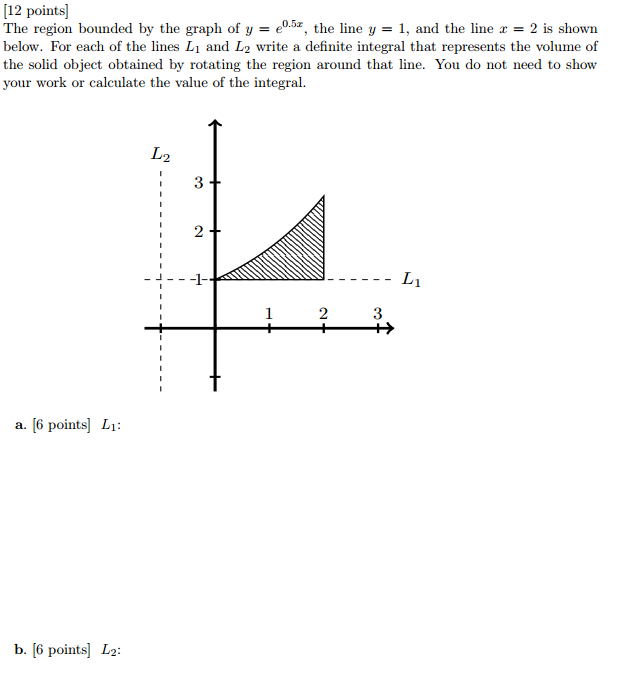 [12 points]
The region bounded by the graph of y = e^{0.5x}, the line y = 1, and the line x = 2 is shown
below. For each of the lines L₁ and L₂ write a definite integral that represents the volume of
the solid object obtained by rotating the region around that line. You do not need to show
your work or calculate the value of the integral.
L₂
3
2
1
L₁
1 2 3
a. [6 points] L₁:
b. [6 points] L₂: